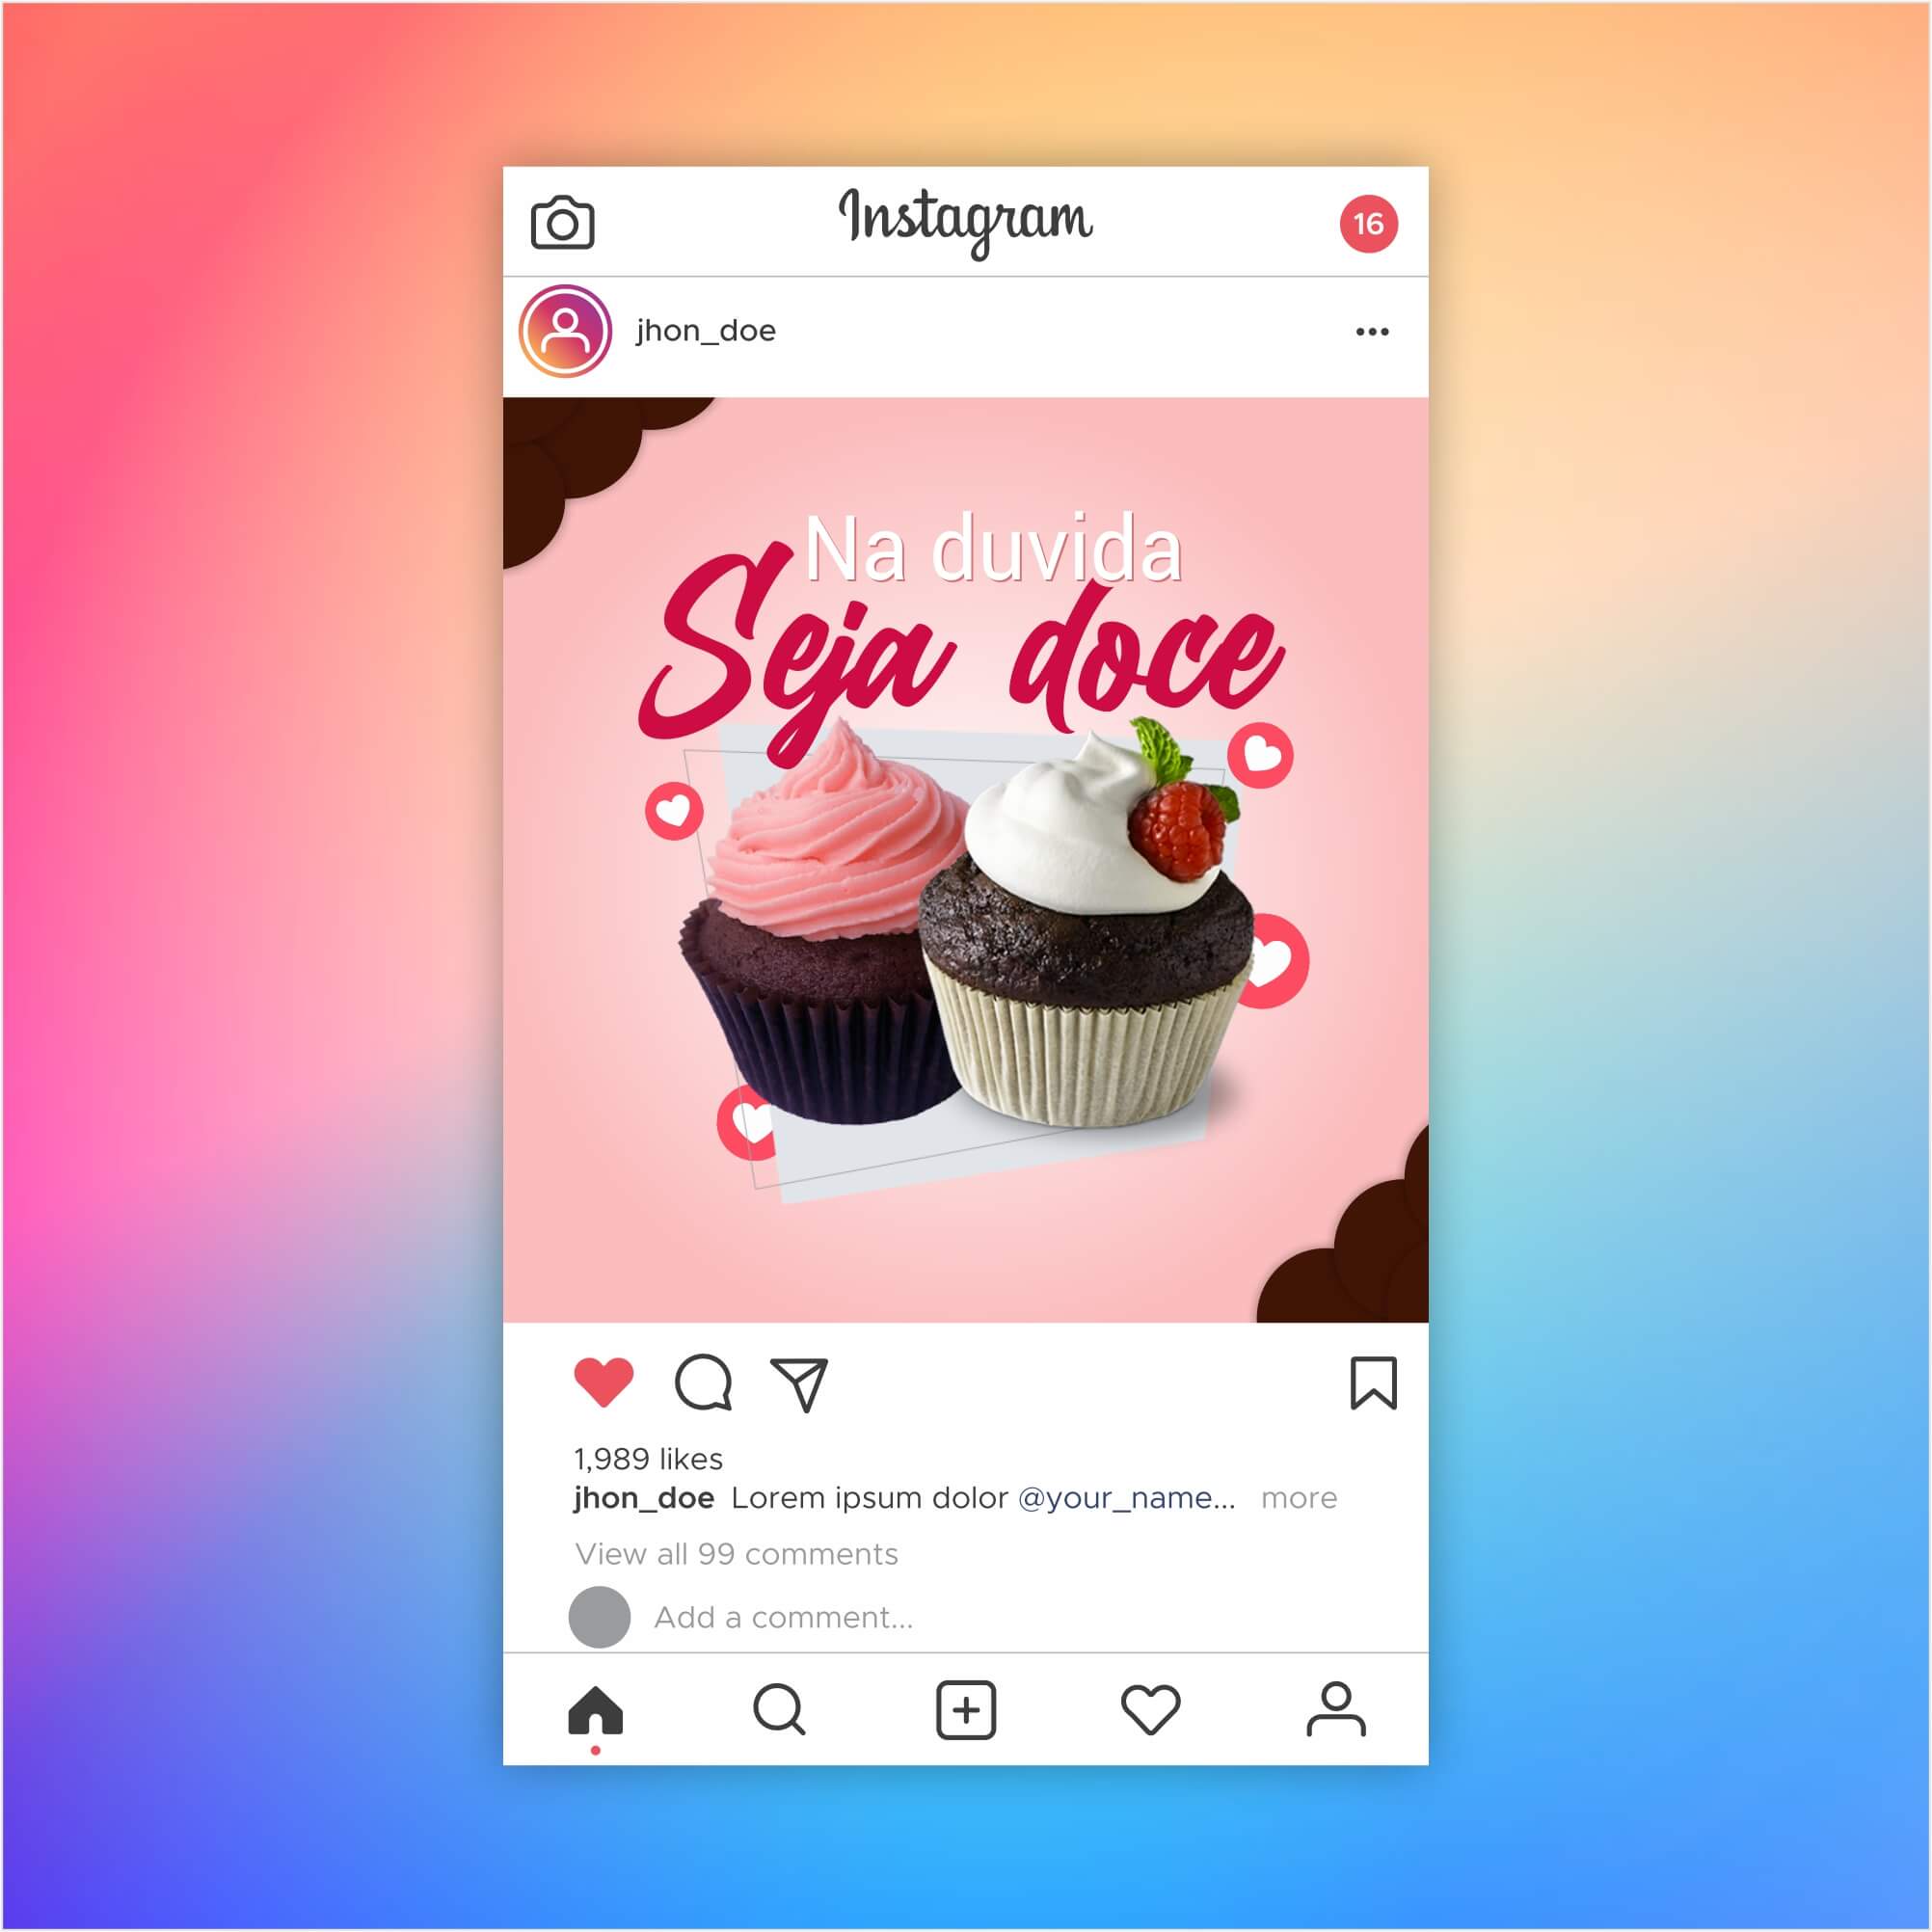 Instagram
16
jhon_doe
Na duvida
Seja doce
1,989 likes
jhon_doe Lorem ipsum dolor @your_name... more
View all 99 comments
Add a comment...